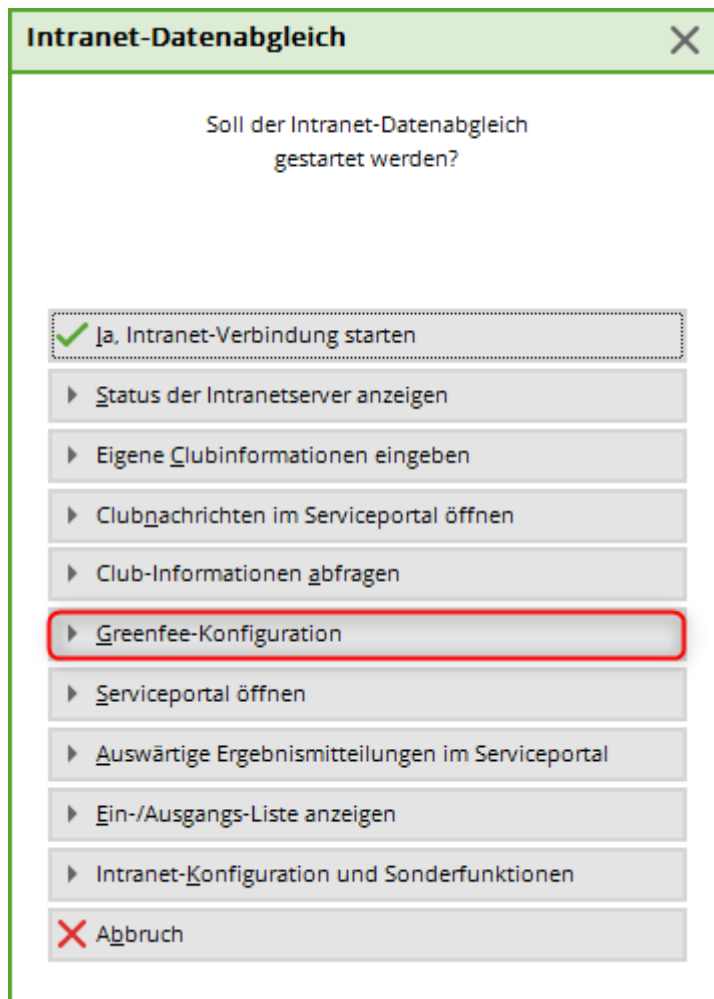 Intranet-Datenabgleich
Soll der Intranet-Datenabgleich
gestartet werden?
Ja, Intranet-Verbindung starten
Status der Intranetserver anzeigen
Eigene Clubinformationen eingeben
Clubnachrichten im Serviceportal öffnen
Club-Informationen abfragen
Greenfee-Konfiguration
Serviceportal öffnen
Auswärtige Ergebnismitteilungen im Serviceportal
Ein-/Ausgangs-Liste anzeigen
Intranet-Konfiguration und Sonderfunktionen
Abbruch